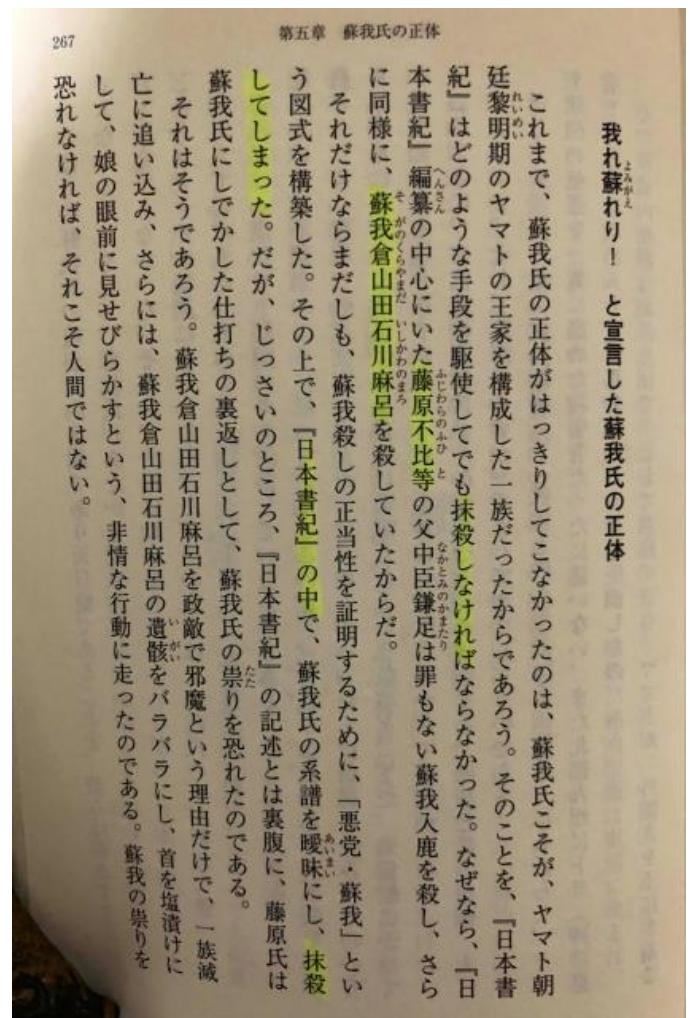 267
第五章 蘇我氏の正体
我れ蘇れり! と宣言した蘇我氏の正体
これまで、蘇我氏の正体がはっきりしてこなかったのは、蘇我氏こそが、ヤマト朝
廷黎明期のヤマトの王家を構成した一族だったからであろう。そのことを、『日本書
紀』はどのような手段を駆使してでも抹殺しなければならなかった。なぜなら、『日
本書紀』編纂の中心にいた藤原不比等の父中臣鎌足は罪もない蘇我入鹿を殺し、さら
に同様に、蘇我倉山田石川麻呂を殺していたからだ。
それだけならまだしも、蘇我殺しの正当性を証明するために、「悪党・蘇我」とい
う図式を構築した。その上で、『日本書紀』の中で、蘇我氏の系譜を曖昧にし、抹殺
してしまった。だが、じっさいのところ、『日本書紀』の記述とは裏腹に、藤原氏は
蘇我氏にしでかした仕打ちの裏返しとして、蘇我氏の祟りを恐れたのである。
それはそうであろう。蘇我倉山田石川麻呂を政敵で邪魔という理由だけで、一族滅
亡に追い込み、さらには、蘇我倉山田石川麻呂の遺骸をバラバラにし、首を塩漬けに
して、娘の眼前に見せびらかすという、非情な行動に走ったのである。蘇我の祟りを
恐れなければ、それこそ人間ではない。